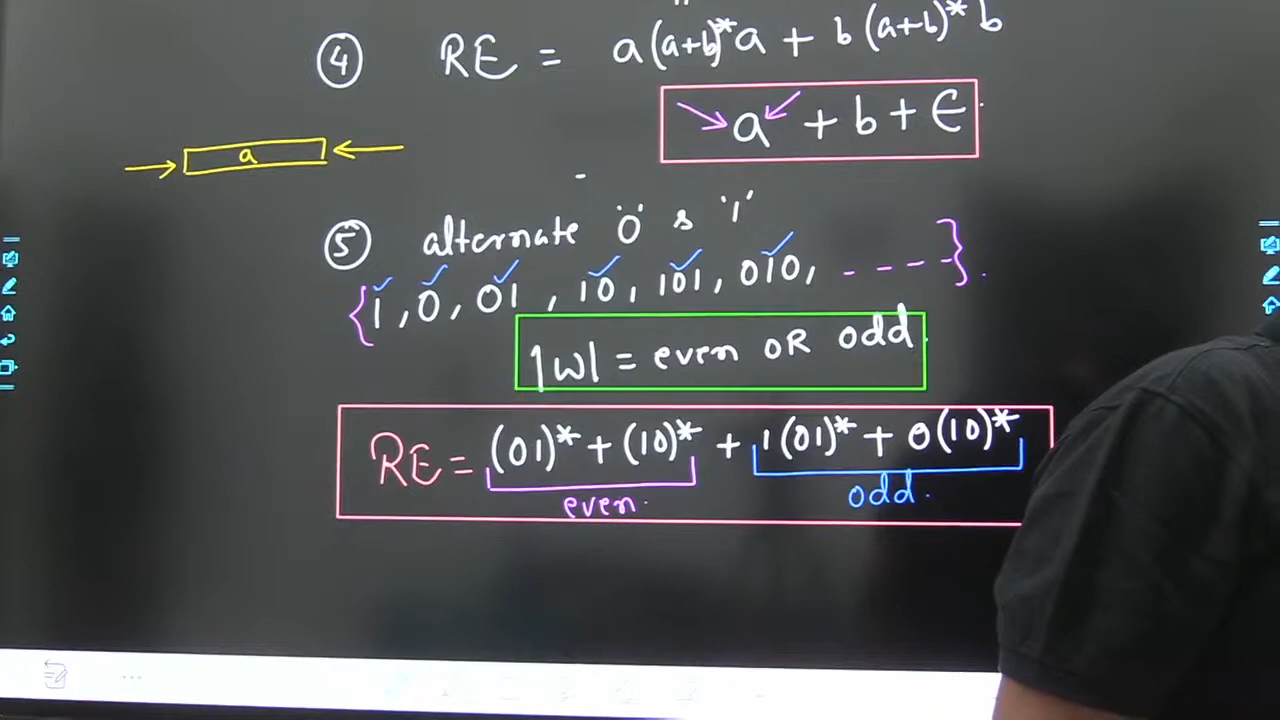 ④ RE = a(a+b)*a + b(a+b)*b
a + b + ϵ
a
⑤ alternate '0' s '1'
{1, 0, 01, 10, 101, 010, - - - -}.
|w| = even OR odd.
RE = (01)* + (10)* + 1(01)* + 0(10)*
even. odd.